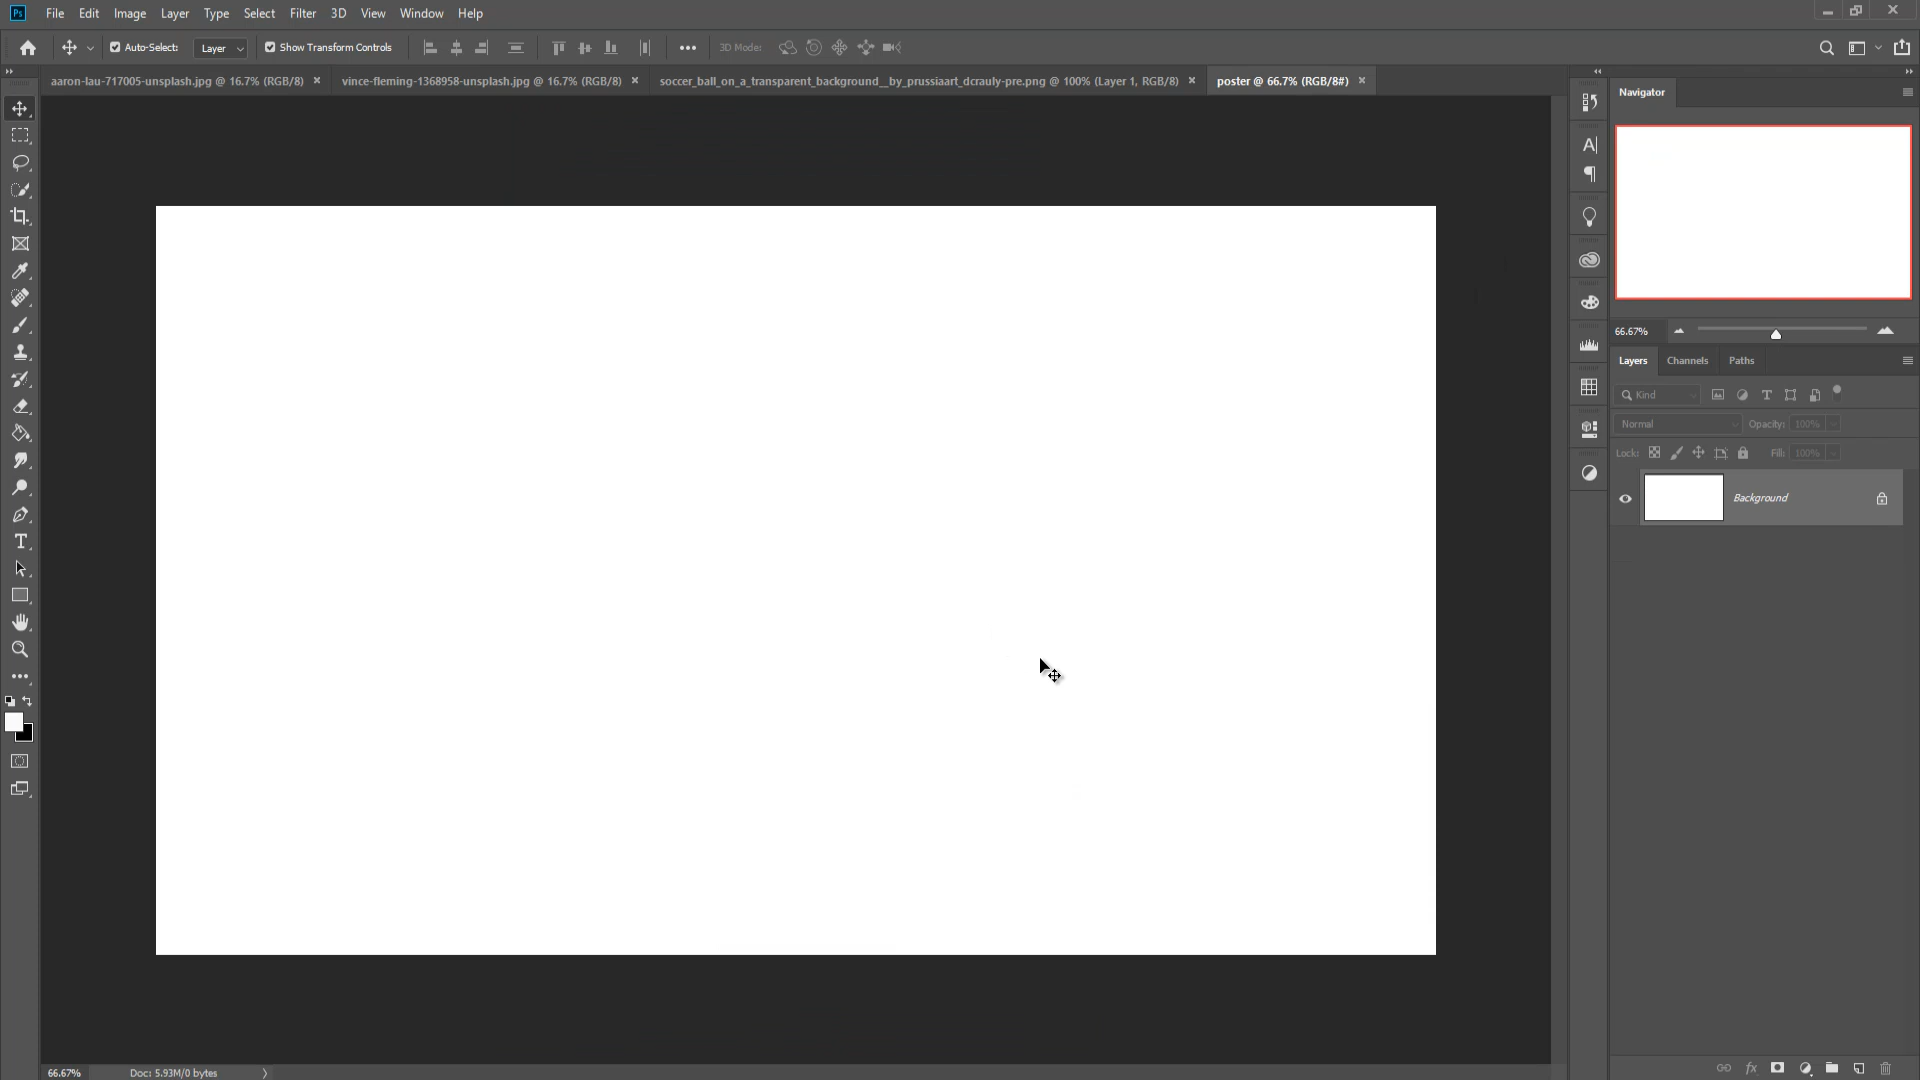 Ps File Edit Image Layer Type Select Filter 3D View Window Help
Auto-Select: Layer Show Transform Controls 3D Mode:
aaron-lau-717005-unsplash.jpg @ 16.7% (RGB/8) vince-fleming-1368958-unsplash.jpg @ 16.7% (RGB/8) soccer_ball_on_a_transparent_background__by_prussiaart_dcrauly-pre.png @ 100% (Layer 1, RGB/8) poster @ 66.7% (RGB/8#)
Navigator
66.67%
Layers Channels Paths
Kind
Normal Opacity: 100%
Lock: Fill: 100%
Background
66.67% Doc: 5.93M/0 bytes